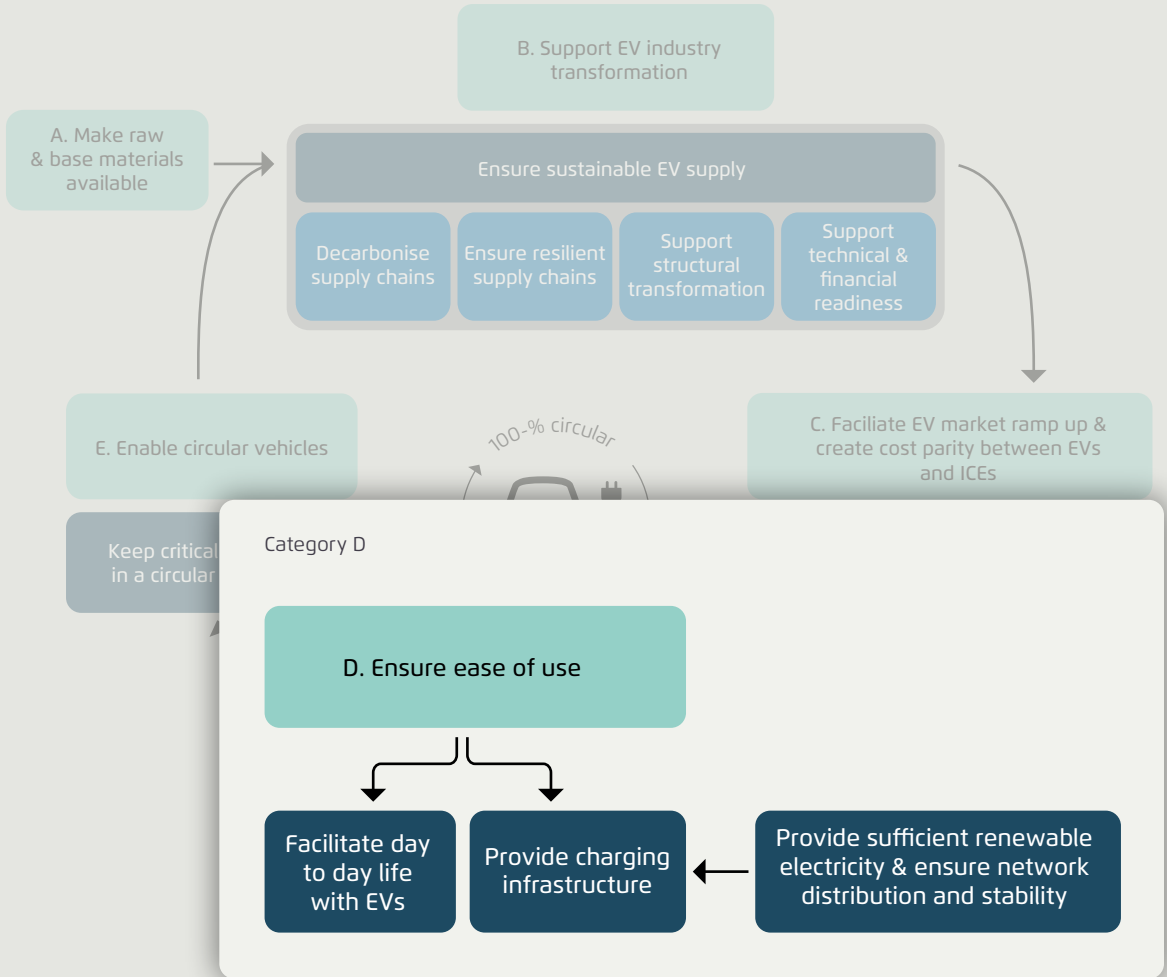 B. Support EV industry
transformation
A. Make raw
& base materials
available
Ensure sustainable EV supply
Decarbonise
supply chains
Ensure resilient
supply chains
Support
structural
transformation
Support
technical &
financial
readiness
E. Enable circular vehicles
100-% circular
C. Faciliate EV market ramp up &
create cost parity between EVs
and ICEs
Keep critical
in a circular
Category D
D. Ensure ease of use
Facilitate day
to day life
with EVs
Provide charging
infrastructure
Provide sufficient renewable
electricity & ensure network
distribution and stability